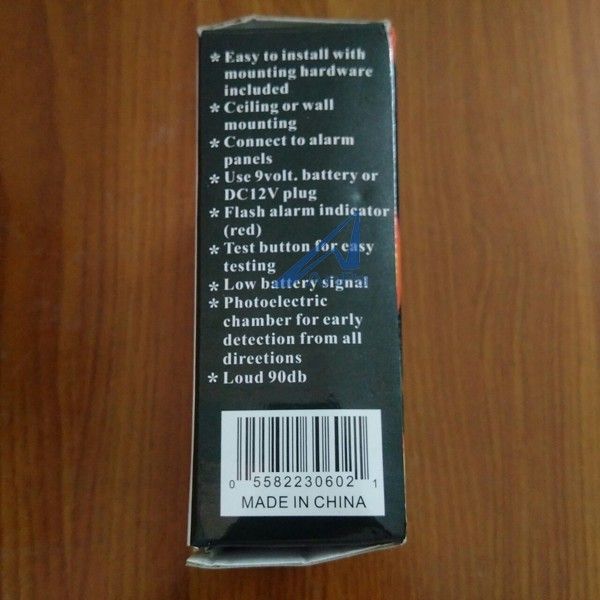 * Easy to install with
mounting hardware
included
* Ceiling or wall
mounting
* Connect to alarm
panels
* Use 9volt. battery or
DC12V plug
* Flash alarm indicator
(red)
* Test button for easy
testing
* Low battery signal
* Photoelectric
chamber for early
detection from all
directions
* Loud 90db
0 5582230602 1
MADE IN CHINA